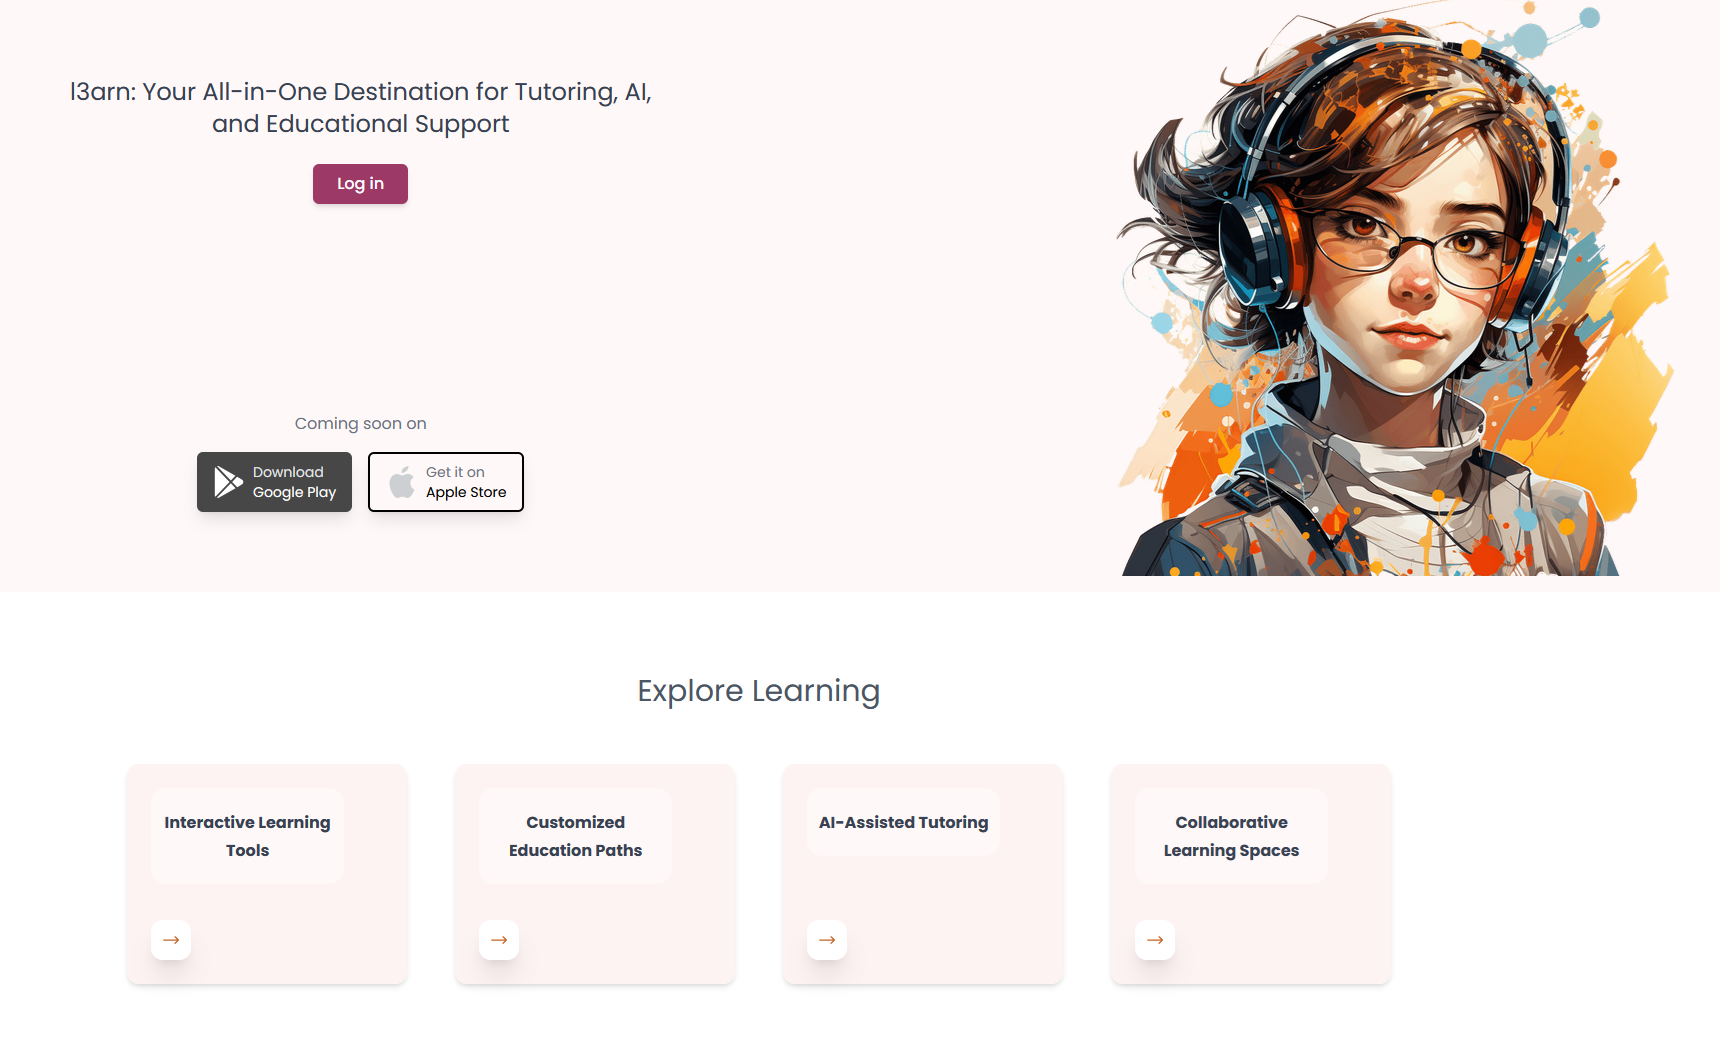 l3arn: Your All-in-One Destination for Tutoring, AI,
and Educational Support
Log in
Coming soon on
Download
Google Play
Get it on
Apple Store
Explore Learning
Interactive Learning
Tools
Customized
Education Paths
AI-Assisted Tutoring
Collaborative
Learning Spaces